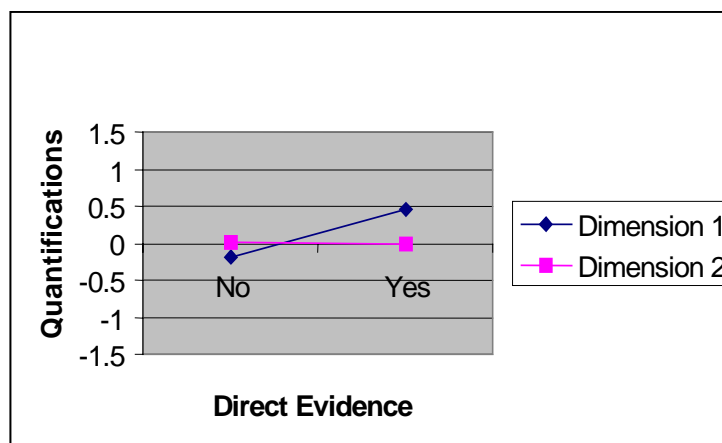 Quantifications
1.5
1
0.5
0
-0.5
-1
-1.5
No Yes
Direct Evidence
Dimension 1
Dimension 2